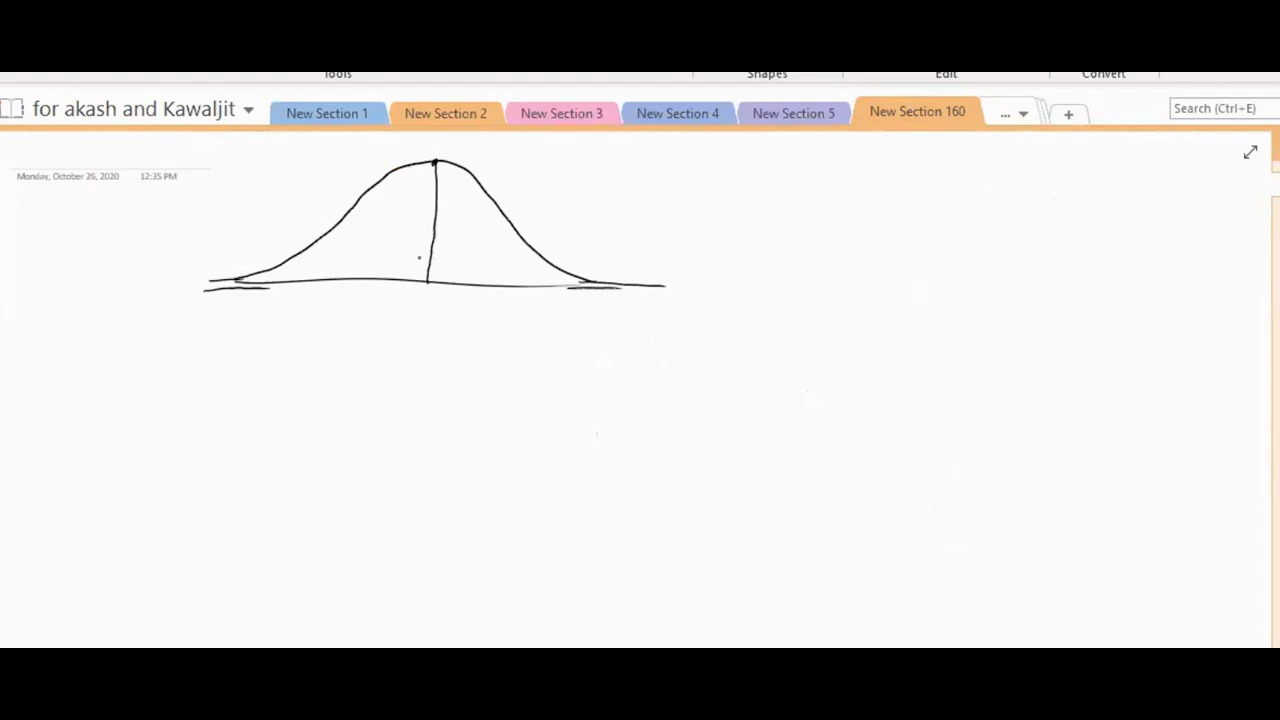 Tools Shapes Edit Convert
for akash and Kawaljit New Section 1 New Section 2 New Section 3 New Section 4 New Section 5 New Section 160 ... + Search (Ctrl+E)
Monday, October 26, 2020 12:35 PM